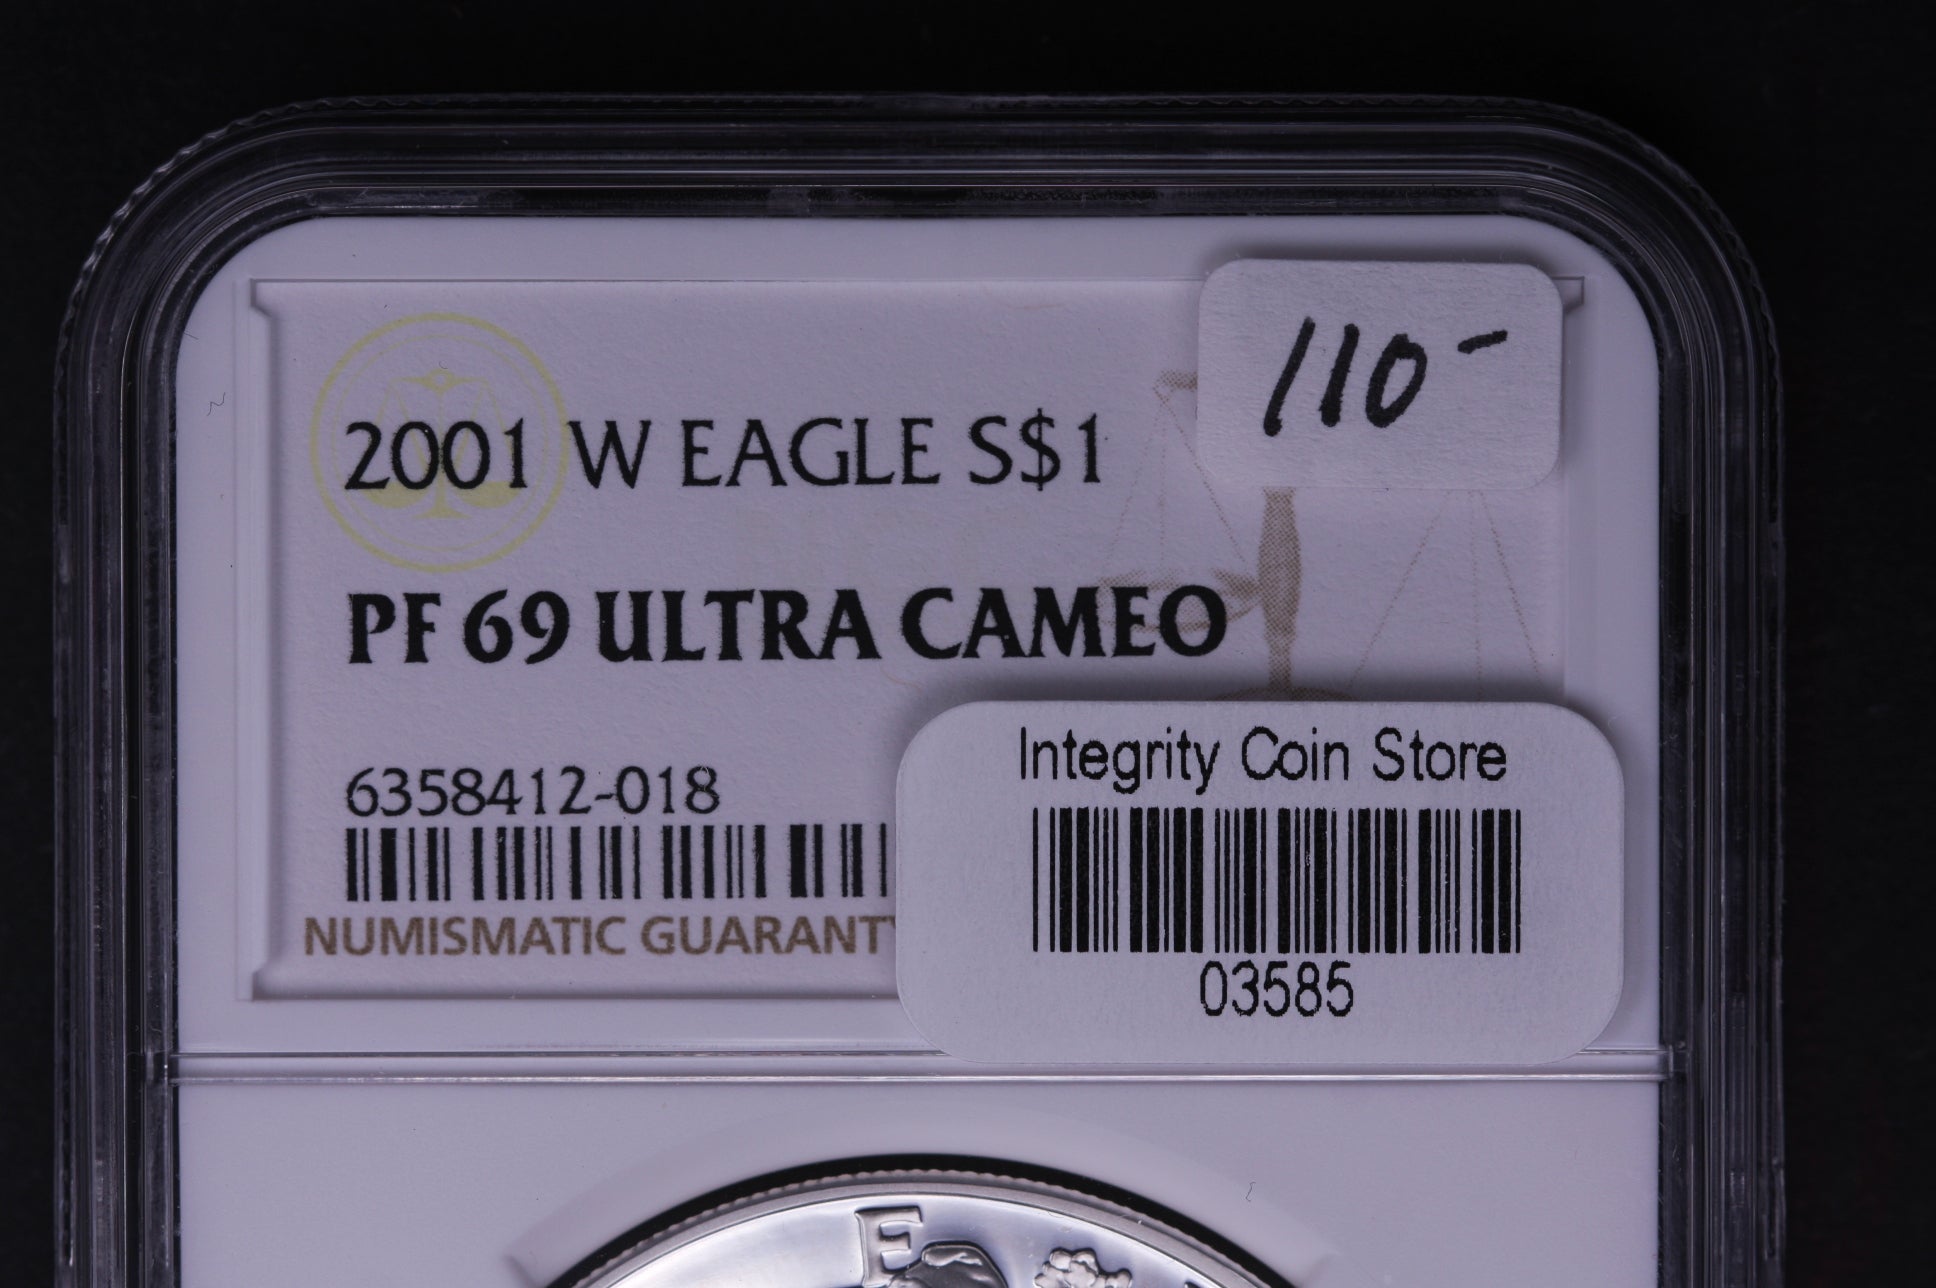 110-
2001 W EAGLE S$1
PF 69 ULTRA CAMEO
6358412-018
NUMISMATIC GUARANTY
Integrity Coin Store
03585
E